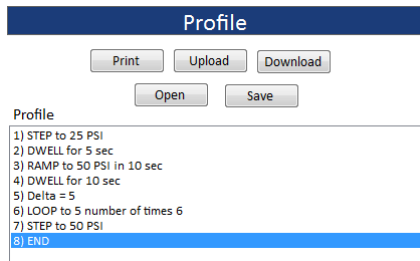 Profile
Print Upload Download
Open Save
Profile
1) STEP to 25 PSI
2) DWELL for 5 sec
3) RAMP to 50 PSI in 10 sec
4) DWELL for 10 sec
5) Delta = 5
6) LOOP to 5 number of times 6
7) STEP to 50 PSI
8) END